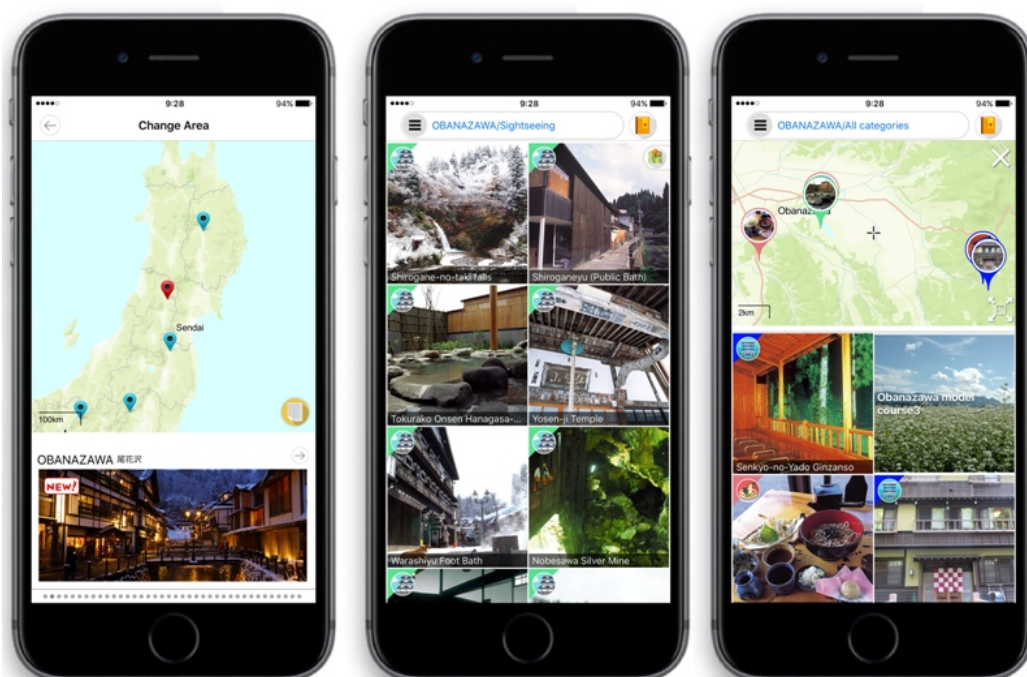 9:28
94%
Change Area
Sendai
100km
OBANAZAWA 尾花沢
NEW!
9:28
94%
OBANAZAWA/Sightseeing
Shirogane-no-taki falls
Shiroganeyu (Public Bath)
Tokurako Onsen Hanagasa-...
Yosen-ji Temple
Warashiyu Foot Bath
Nobesawa Silver Mine
9:28
94%
OBANAZAWA/All categories
2km
Senkyo-no-Yado Ginzanso
Obanazawa model
course3